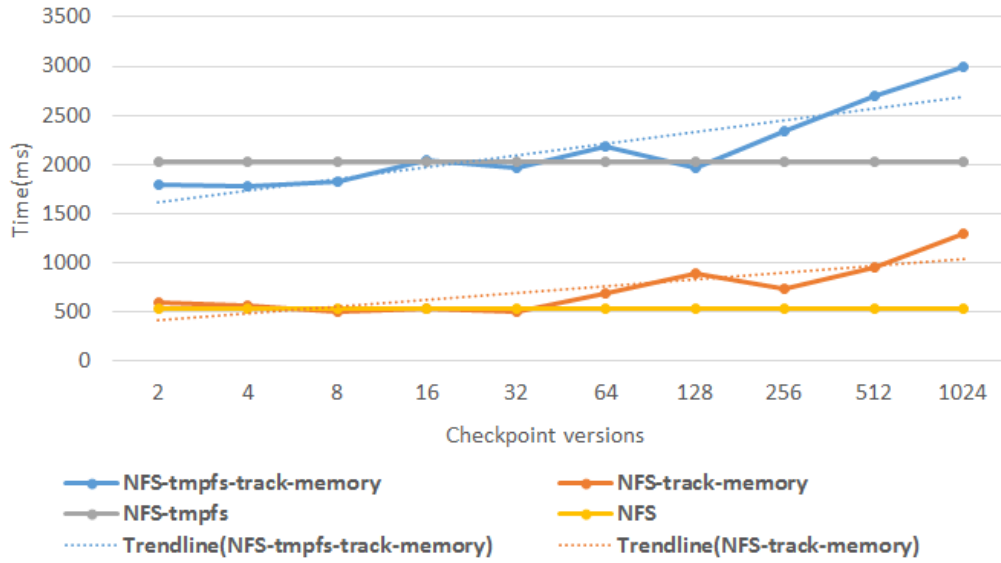 3500
3000
2500
2000
1500
1000
500
0
Time(ms)
2 4 8 16 32 64 128 256 512 1024
Checkpoint versions
NFS-tmpfs-track-memory NFS-track-memory
NFS-tmpfs NFS
Trendline(NFS-tmpfs-track-memory) Trendline(NFS-track-memory)